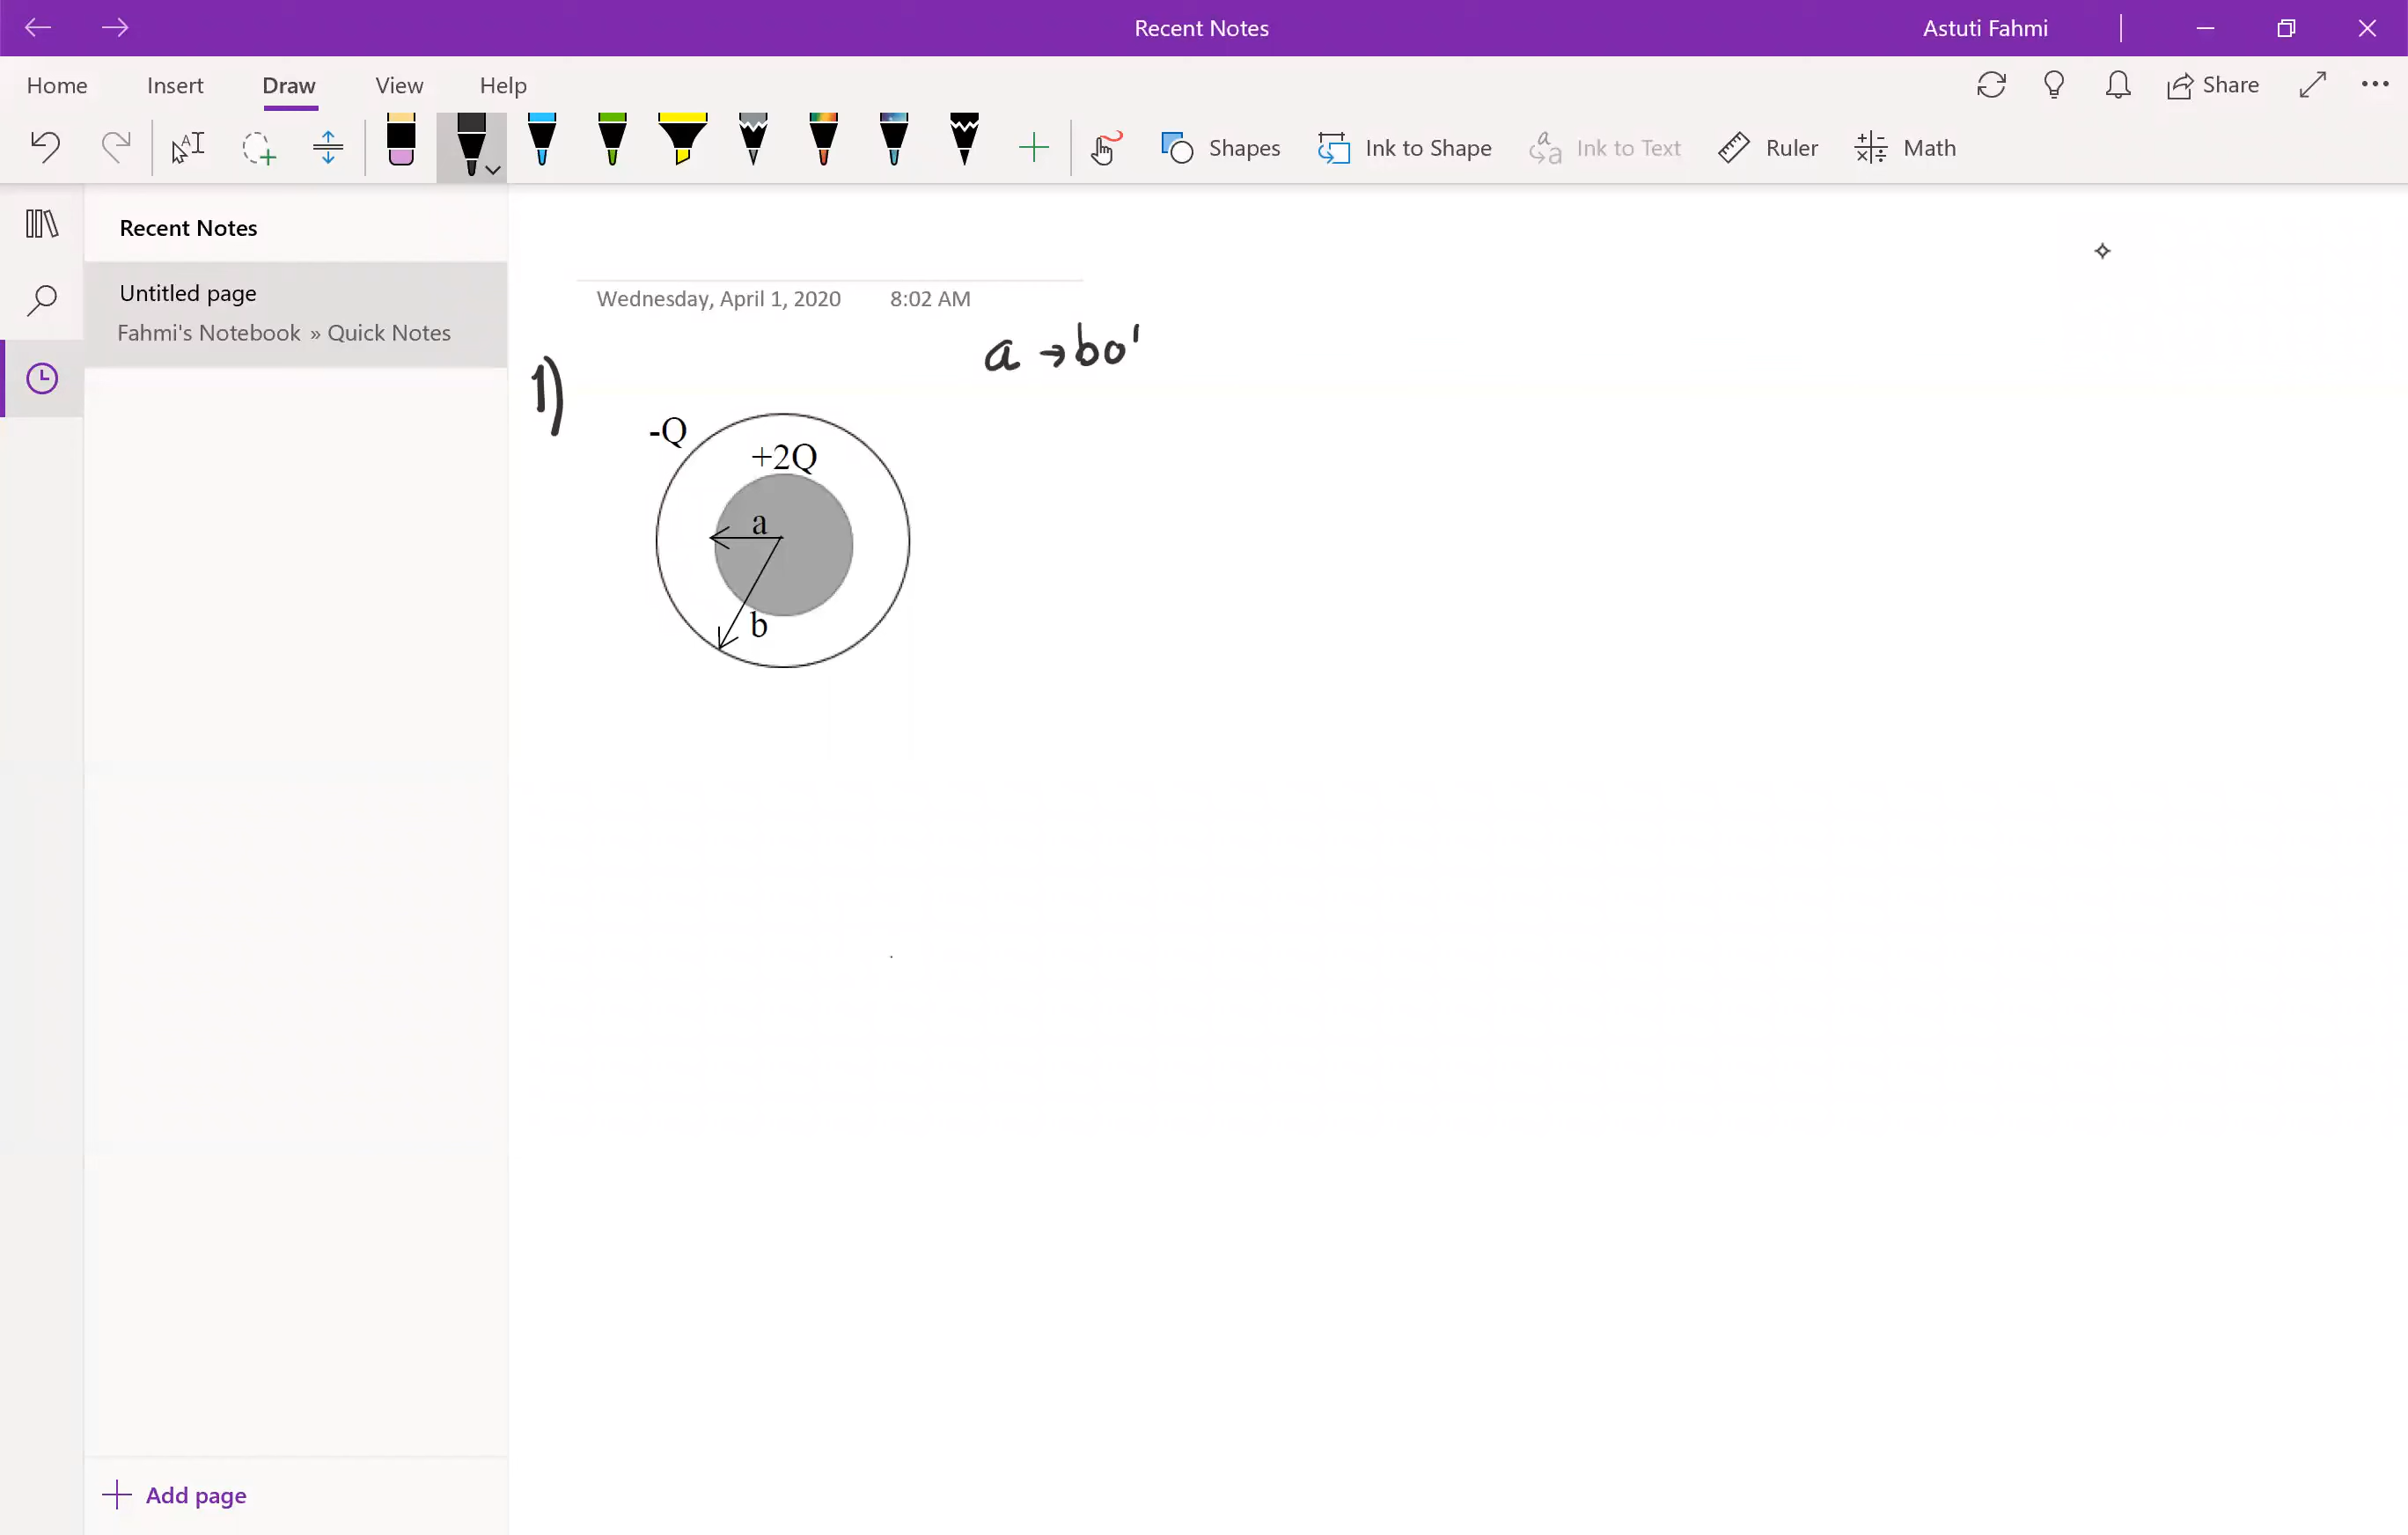 Recent Notes
Astuti Fahmi
Home Insert Draw View Help
Share
Shapes Ink to Shape Ink to Text Ruler Math
Recent Notes
Untitled page
Fahmi's Notebook » Quick Notes
Wednesday, April 1, 2020 8:02 AM
a → bo'
1)
-Q
+2Q
a
b
Add page